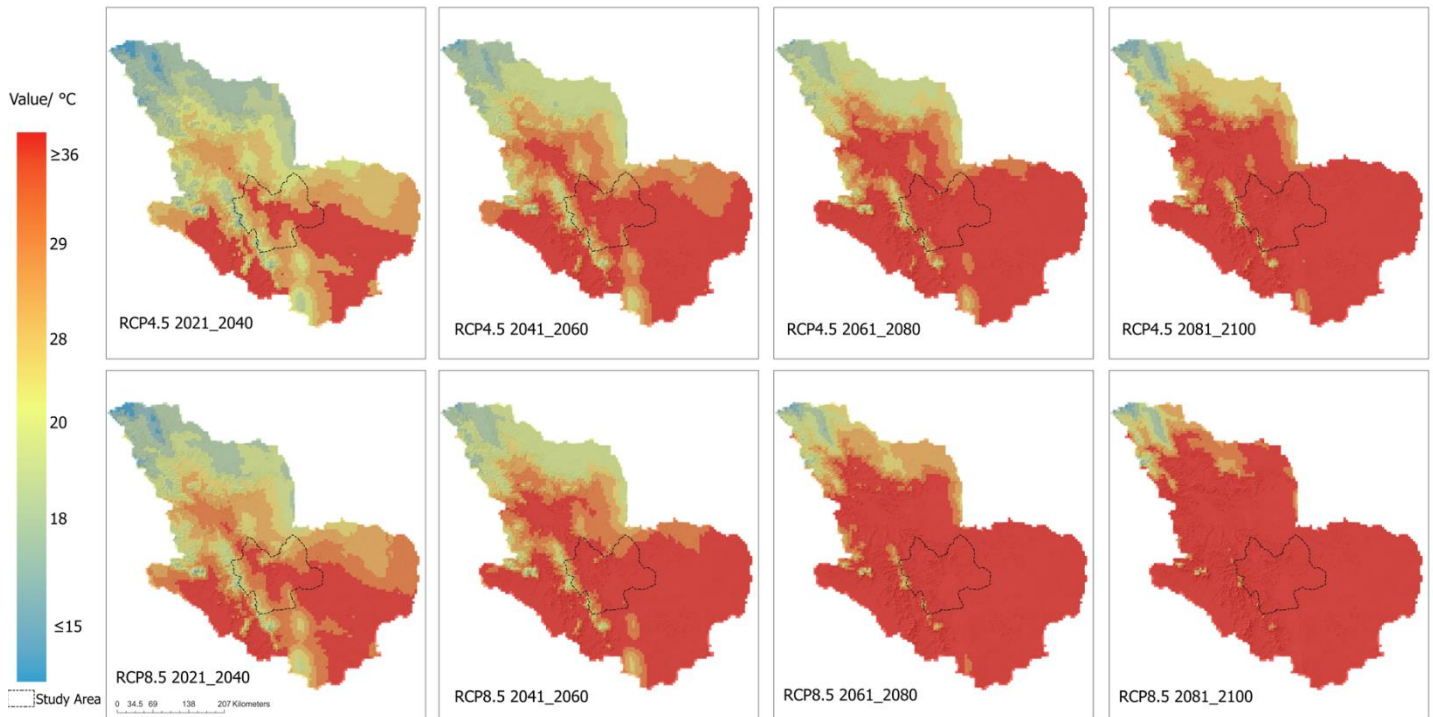 Value/ °C
≥36
29
28
20
18
≤15
Study Area
RCP4.5 2021_2040
RCP4.5 2041_2060
RCP4.5 2061_2080
RCP4.5 2081_2100
RCP8.5 2021_2040
RCP8.5 2041_2060
RCP8.5 2061_2080
RCP8.5 2081_2100
0 34.5 69 138 207 Kilometers